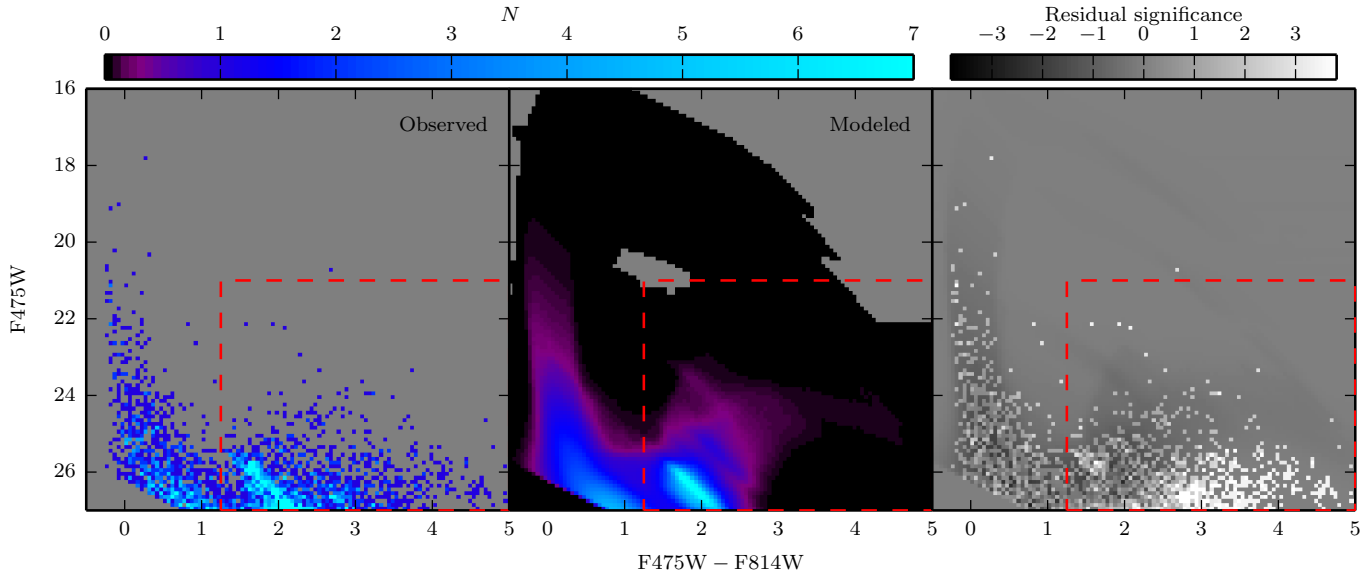 N
Residual significance
0 1 2 3 4 5 6 7
−3 −2 −1 0 1 2 3
Observed
Modeled
16
18
20
22
24
26
F475W
0 1 2 3 4 5
0 1 2 3 4 5
0 1 2 3 4 5
F475W − F814W